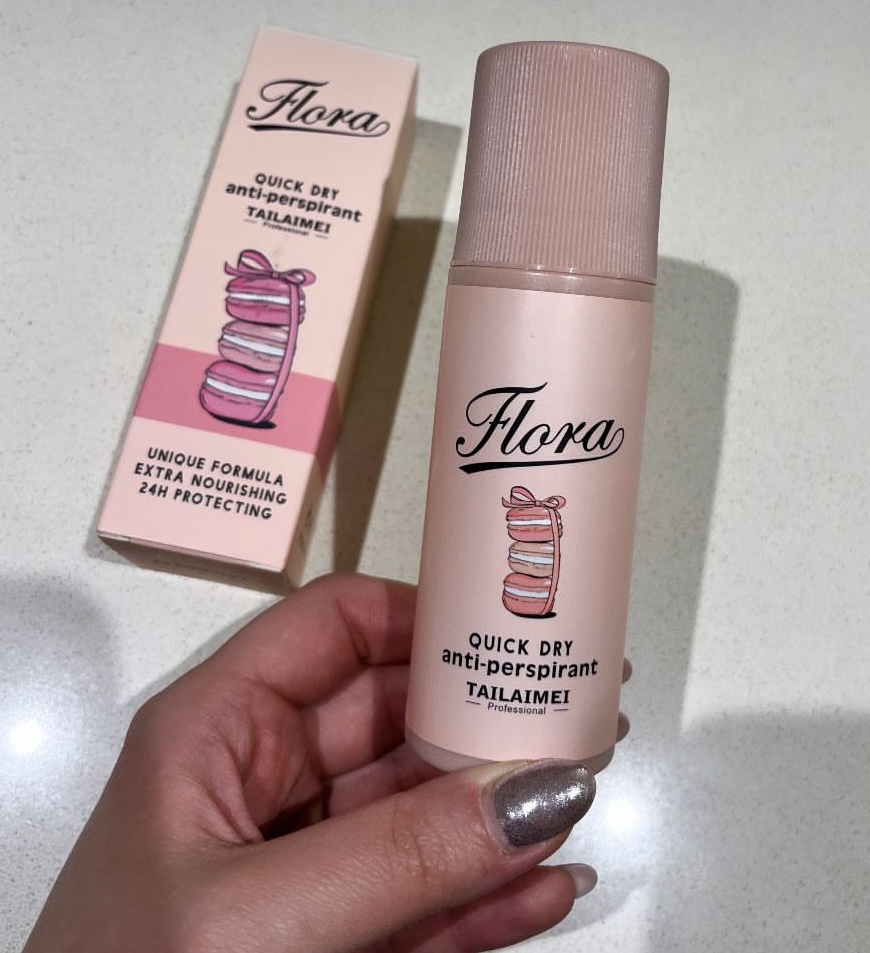 Flora
QUICK DRY
anti-perspirant
TAILAIMEI
Professional
UNIQUE FORMULA
EXTRA NOURISHING
24H PROTECTING
Flora
QUICK DRY
anti-perspirant
TAILAIMEI
Professional